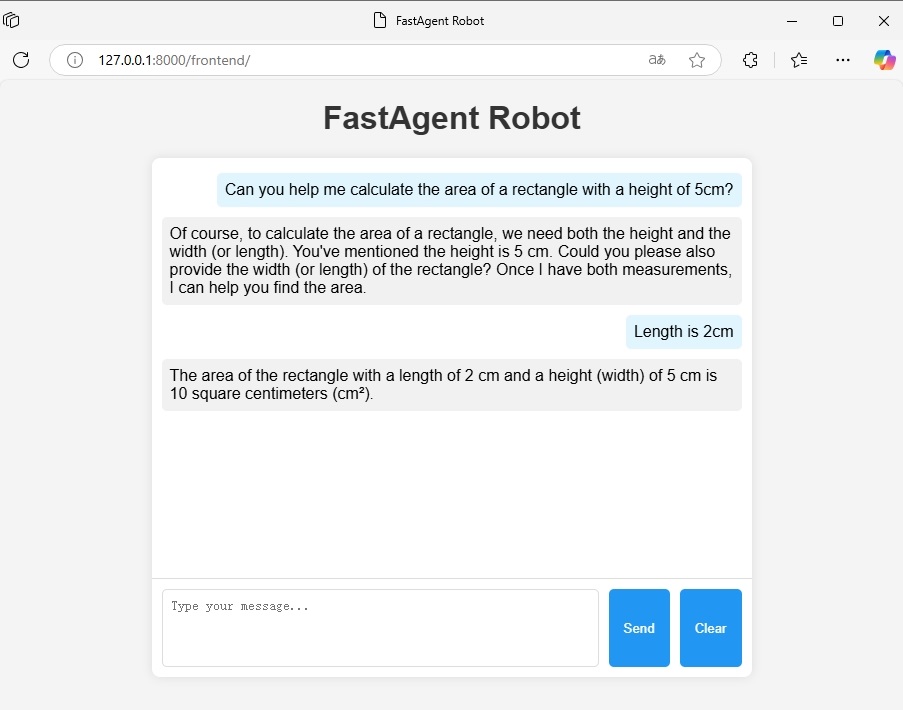 FastAgent Robot
127.0.0.1:8000/frontend/
aあ
FastAgent Robot
Can you help me calculate the area of a rectangle with a height of 5cm?
Of course, to calculate the area of a rectangle, we need both the height and the
width (or length). You've mentioned the height is 5 cm. Could you please also
provide the width (or length) of the rectangle? Once I have both measurements,
I can help you find the area.
Length is 2cm
The area of the rectangle with a length of 2 cm and a height (width) of 5 cm is
10 square centimeters (cm²).
Type your message...
Send
Clear